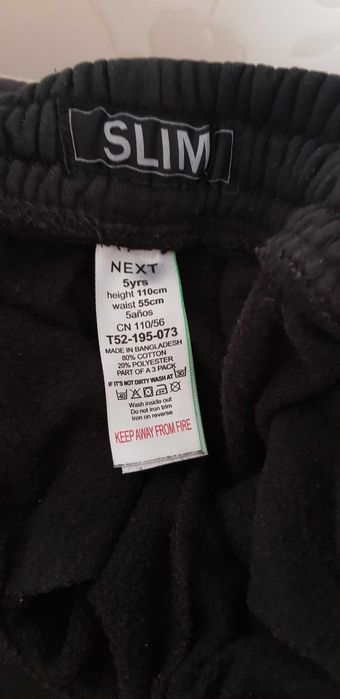 SLIM
NEXT
5yrs
height 110cm
waist 55cm
5años
CN 110/56
T52-195-073
MADE IN BANGLADESH
80% COTTON
20% POLYESTER
PART OF A 3 PACK
IF IT'S NOT DIRTY WASH AT 30°
40
Wash inside out
Do not iron trim
Iron on reverse
KEEP AWAY FROM FIRE